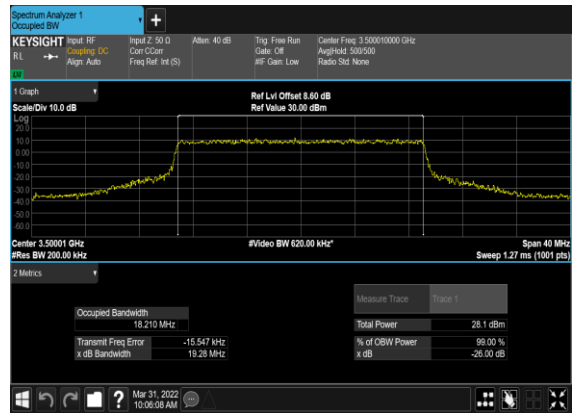 Spectrum Analyzer 1
Occupied BW
KEYSIGHT Input: RF Input Z: 50 Ω Atten: 40 dB Trig: Free Run Center Freq: 3.500010000 GHz
R L Coupling: DC Corr CCorr Gate: Off Avg|Hold: 500/500
Align: Auto Freq Ref: Int (S) #IF Gain: Low Radio Std: None
1 Graph
Ref Lvl Offset 8.60 dB
Scale/Div 10.0 dB Ref Value 30.00 dBm
Log
20.0
10.0
0.00
-10.0
-20.0
-30.0
-40.0
-50.0
-60.0
Center 3.50001 GHz #Video BW 620.00 kHz* Span 40 MHz
#Res BW 200.00 kHz Sweep 1.27 ms (1001 pts)
2 Metrics
Measure Trace Trace 1
Occupied Bandwidth
18.210 MHz Total Power 28.1 dBm
Transmit Freq Error -15.547 kHz % of OBW Power 99.00 %
x dB Bandwidth 19.28 MHz x dB -26.00 dB
Mar 31, 2022
10:06:08 AM